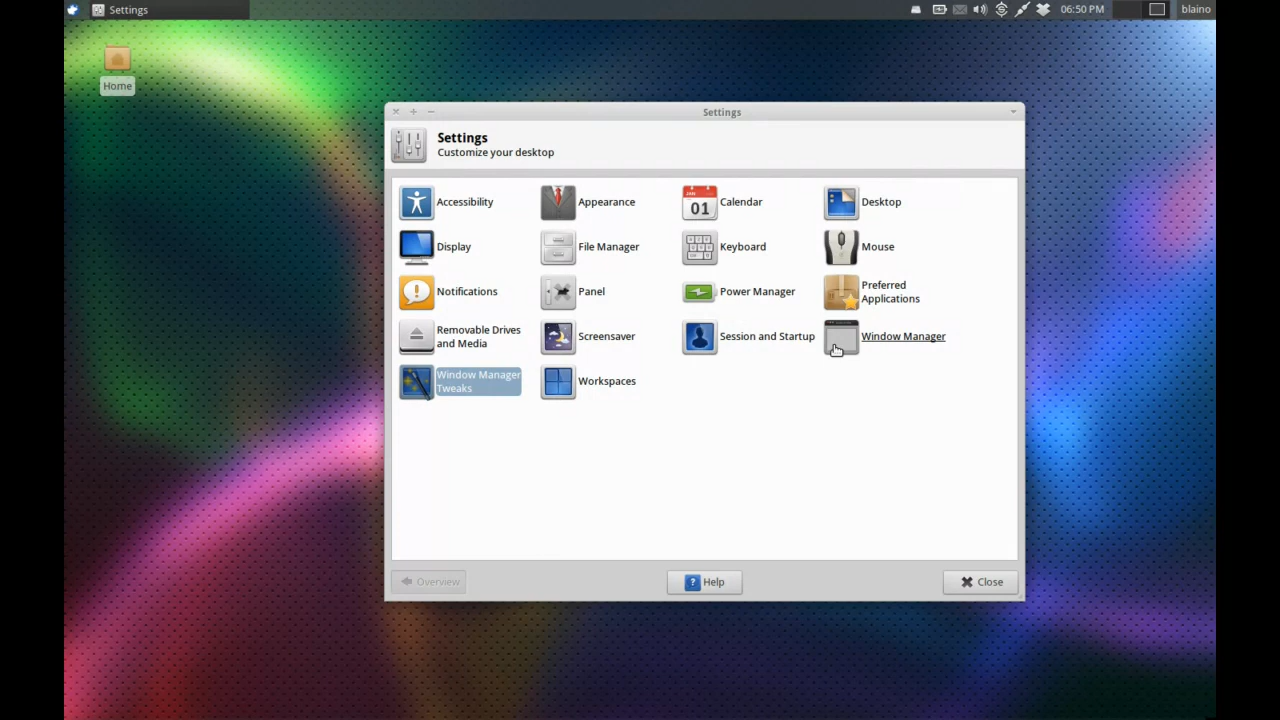 Settings
06:50 PM
blaino
Home
Settings
Settings
Customize your desktop
Accessibility
Appearance
JAN
01
Calendar
Desktop
Display
File Manager
Keyboard
Mouse
Notifications
Panel
Power Manager
Preferred
Applications
Removable Drives
and Media
Screensaver
Session and Startup
Window Manager
Window Manager
Tweaks
Workspaces
Overview
? Help
Close